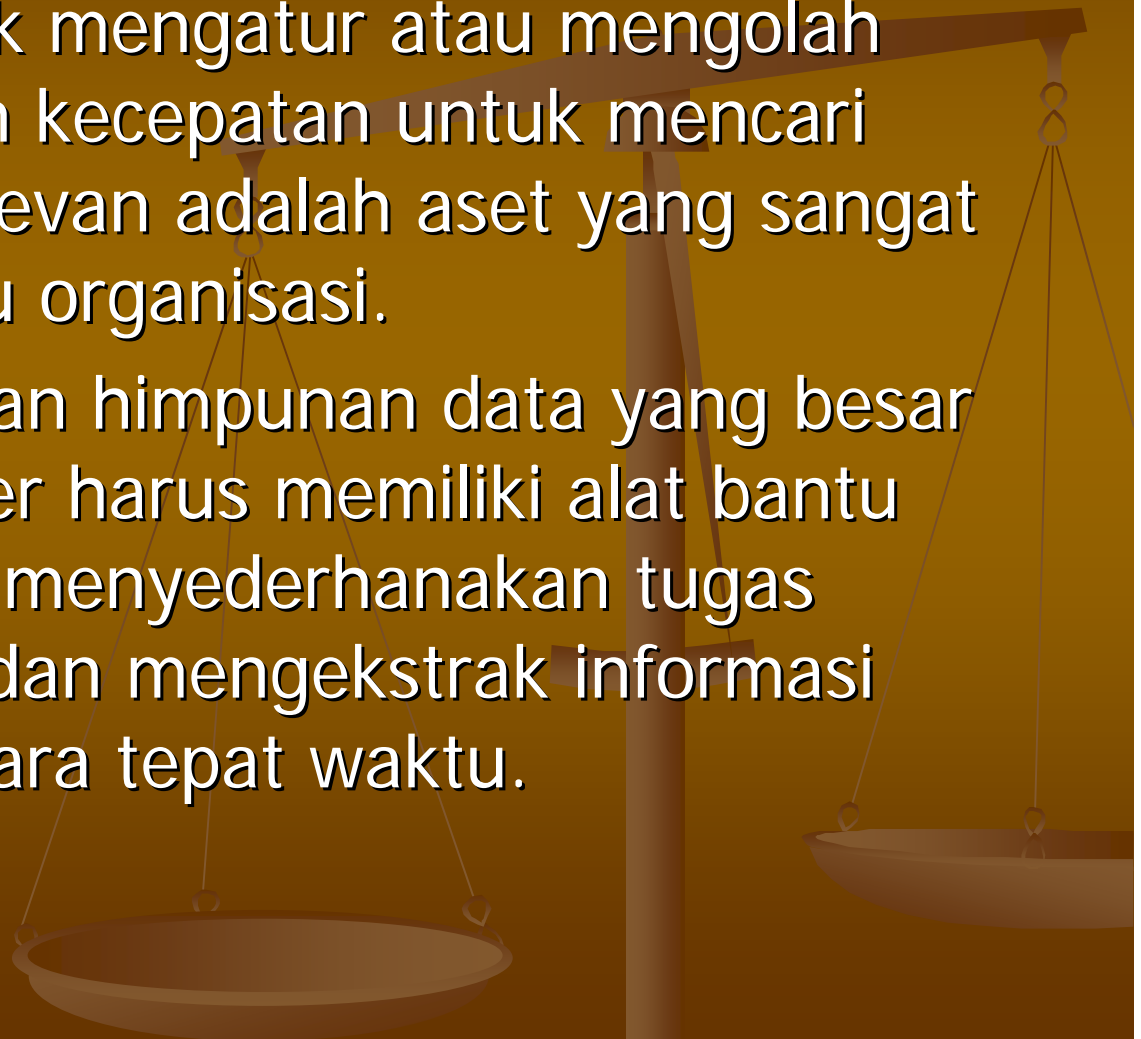 k mengatur atau mengolah
kecepatan untuk mencari
evan adalah aset yang sangat
u organisasi.
an himpunan data yang besar
er harus memiliki alat bantu
menyederhanakan tugas
dan mengekstrak informasi
ara tepat waktu.